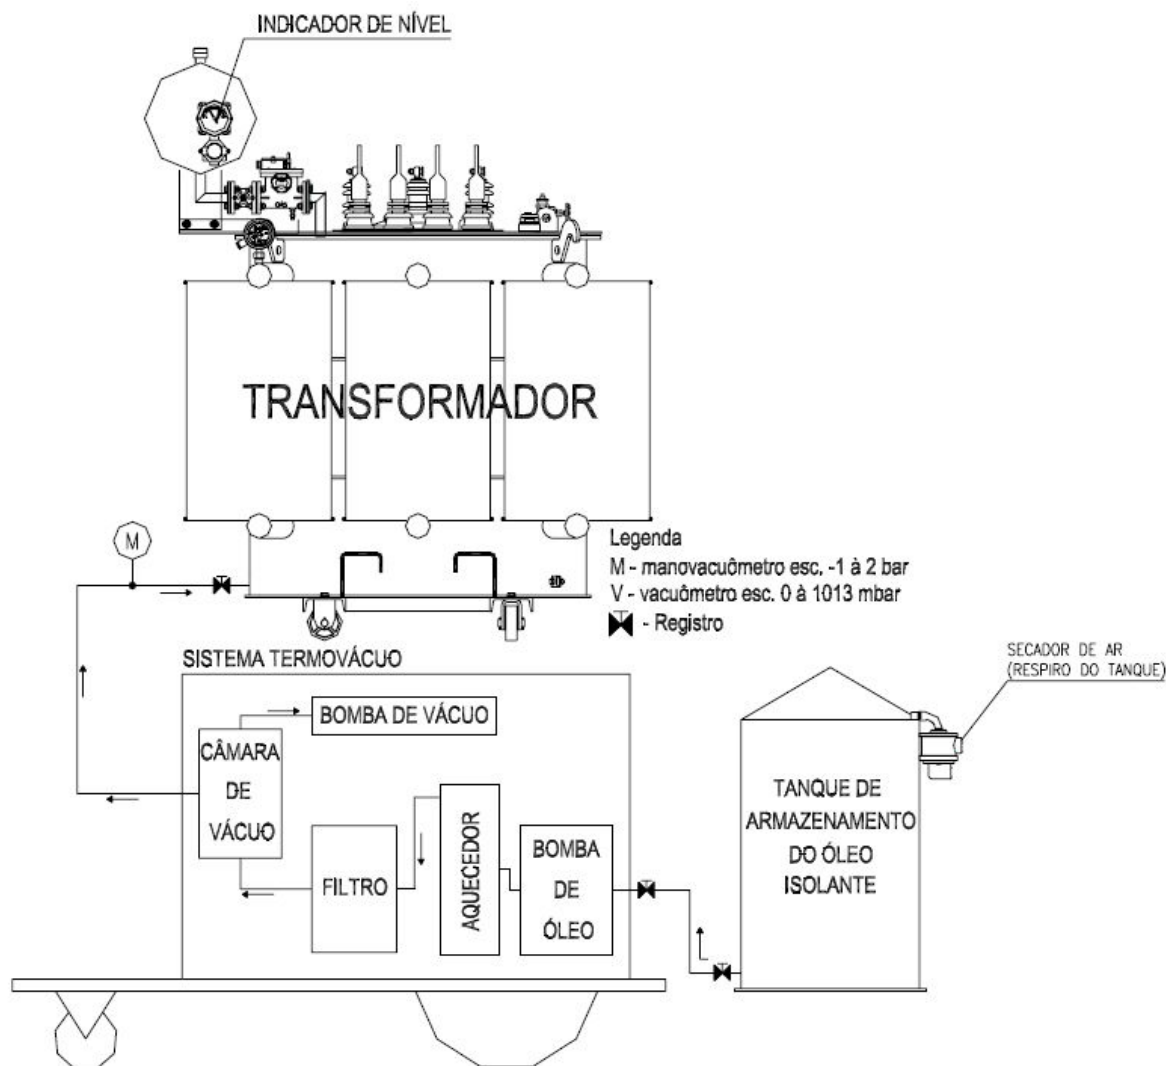 INDICADOR DE NÍVEL
TRANSFORMADOR
M
Legenda
M - manovacuômetro esc. -1 à 2 bar
V - vacuômetro esc. 0 à 1013 mbar
- Registro
SISTEMA TERMOVÁCUO
BOMBA DE VÁCUO
CÂMARA
DE
VÁCUO
FILTRO
AQUECEDOR
BOMBA
DE
ÓLEO
SECADOR DE AR
(RESPIRO DO TANQUE)
TANQUE DE
ARMAZENAMENTO
DO ÓLEO
ISOLANTE